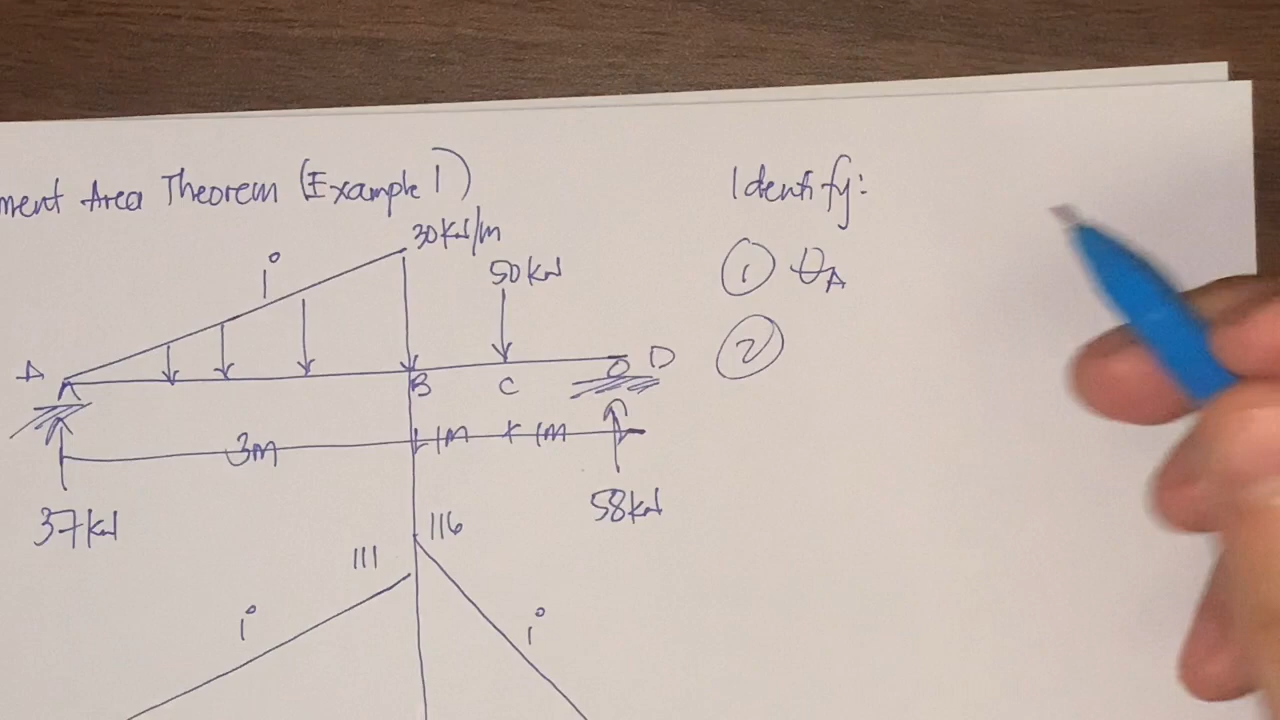 ment Area Theorem (Example 1)
Identify:
30kN/m
1°
50kN
① θA
A
B
C
D
②
3m
1m
1m
37kN
58kN
111
116
1°
1°